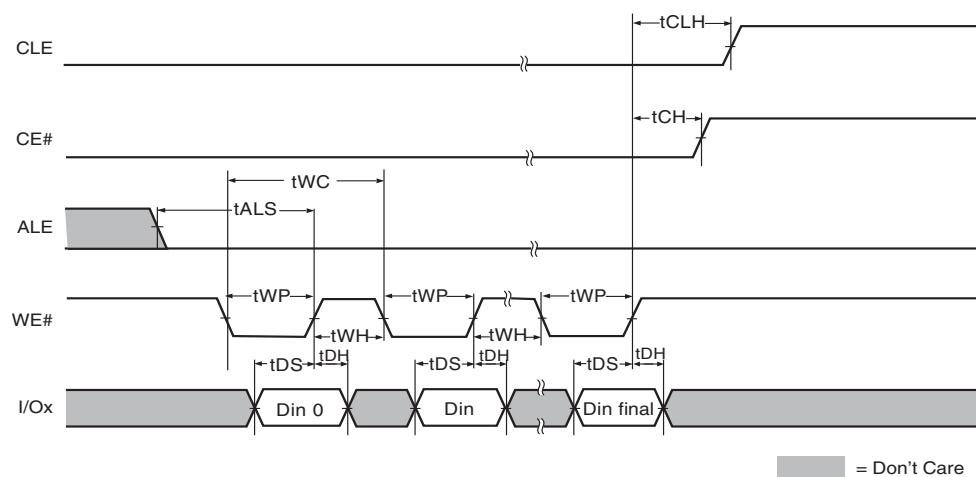 tCLH
CLE
tCH
CE#
tWC
tALS
ALE
tWP tWP tWP
WE#
tWH tWH
tDS tDH tDS tDH tDS tDH
I/Ox Din 0 Din Din final
= Don't Care